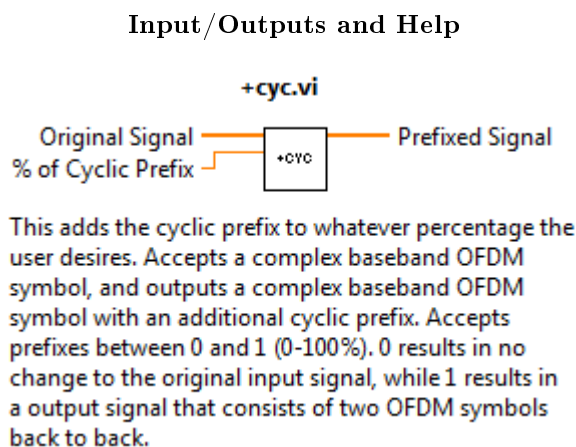 Input/Outputs and Help
+cyc.vi
Original Signal
+CYC
Prefixed Signal
% of Cyclic Prefix
This adds the cyclic prefix to whatever percentage the
user desires. Accepts a complex baseband OFDM
symbol, and outputs a complex baseband OFDM
symbol with an additional cyclic prefix. Accepts
prefixes between 0 and 1 (0-100%). 0 results in no
change to the original input signal, while 1 results in
a output signal that consists of two OFDM symbols
back to back.